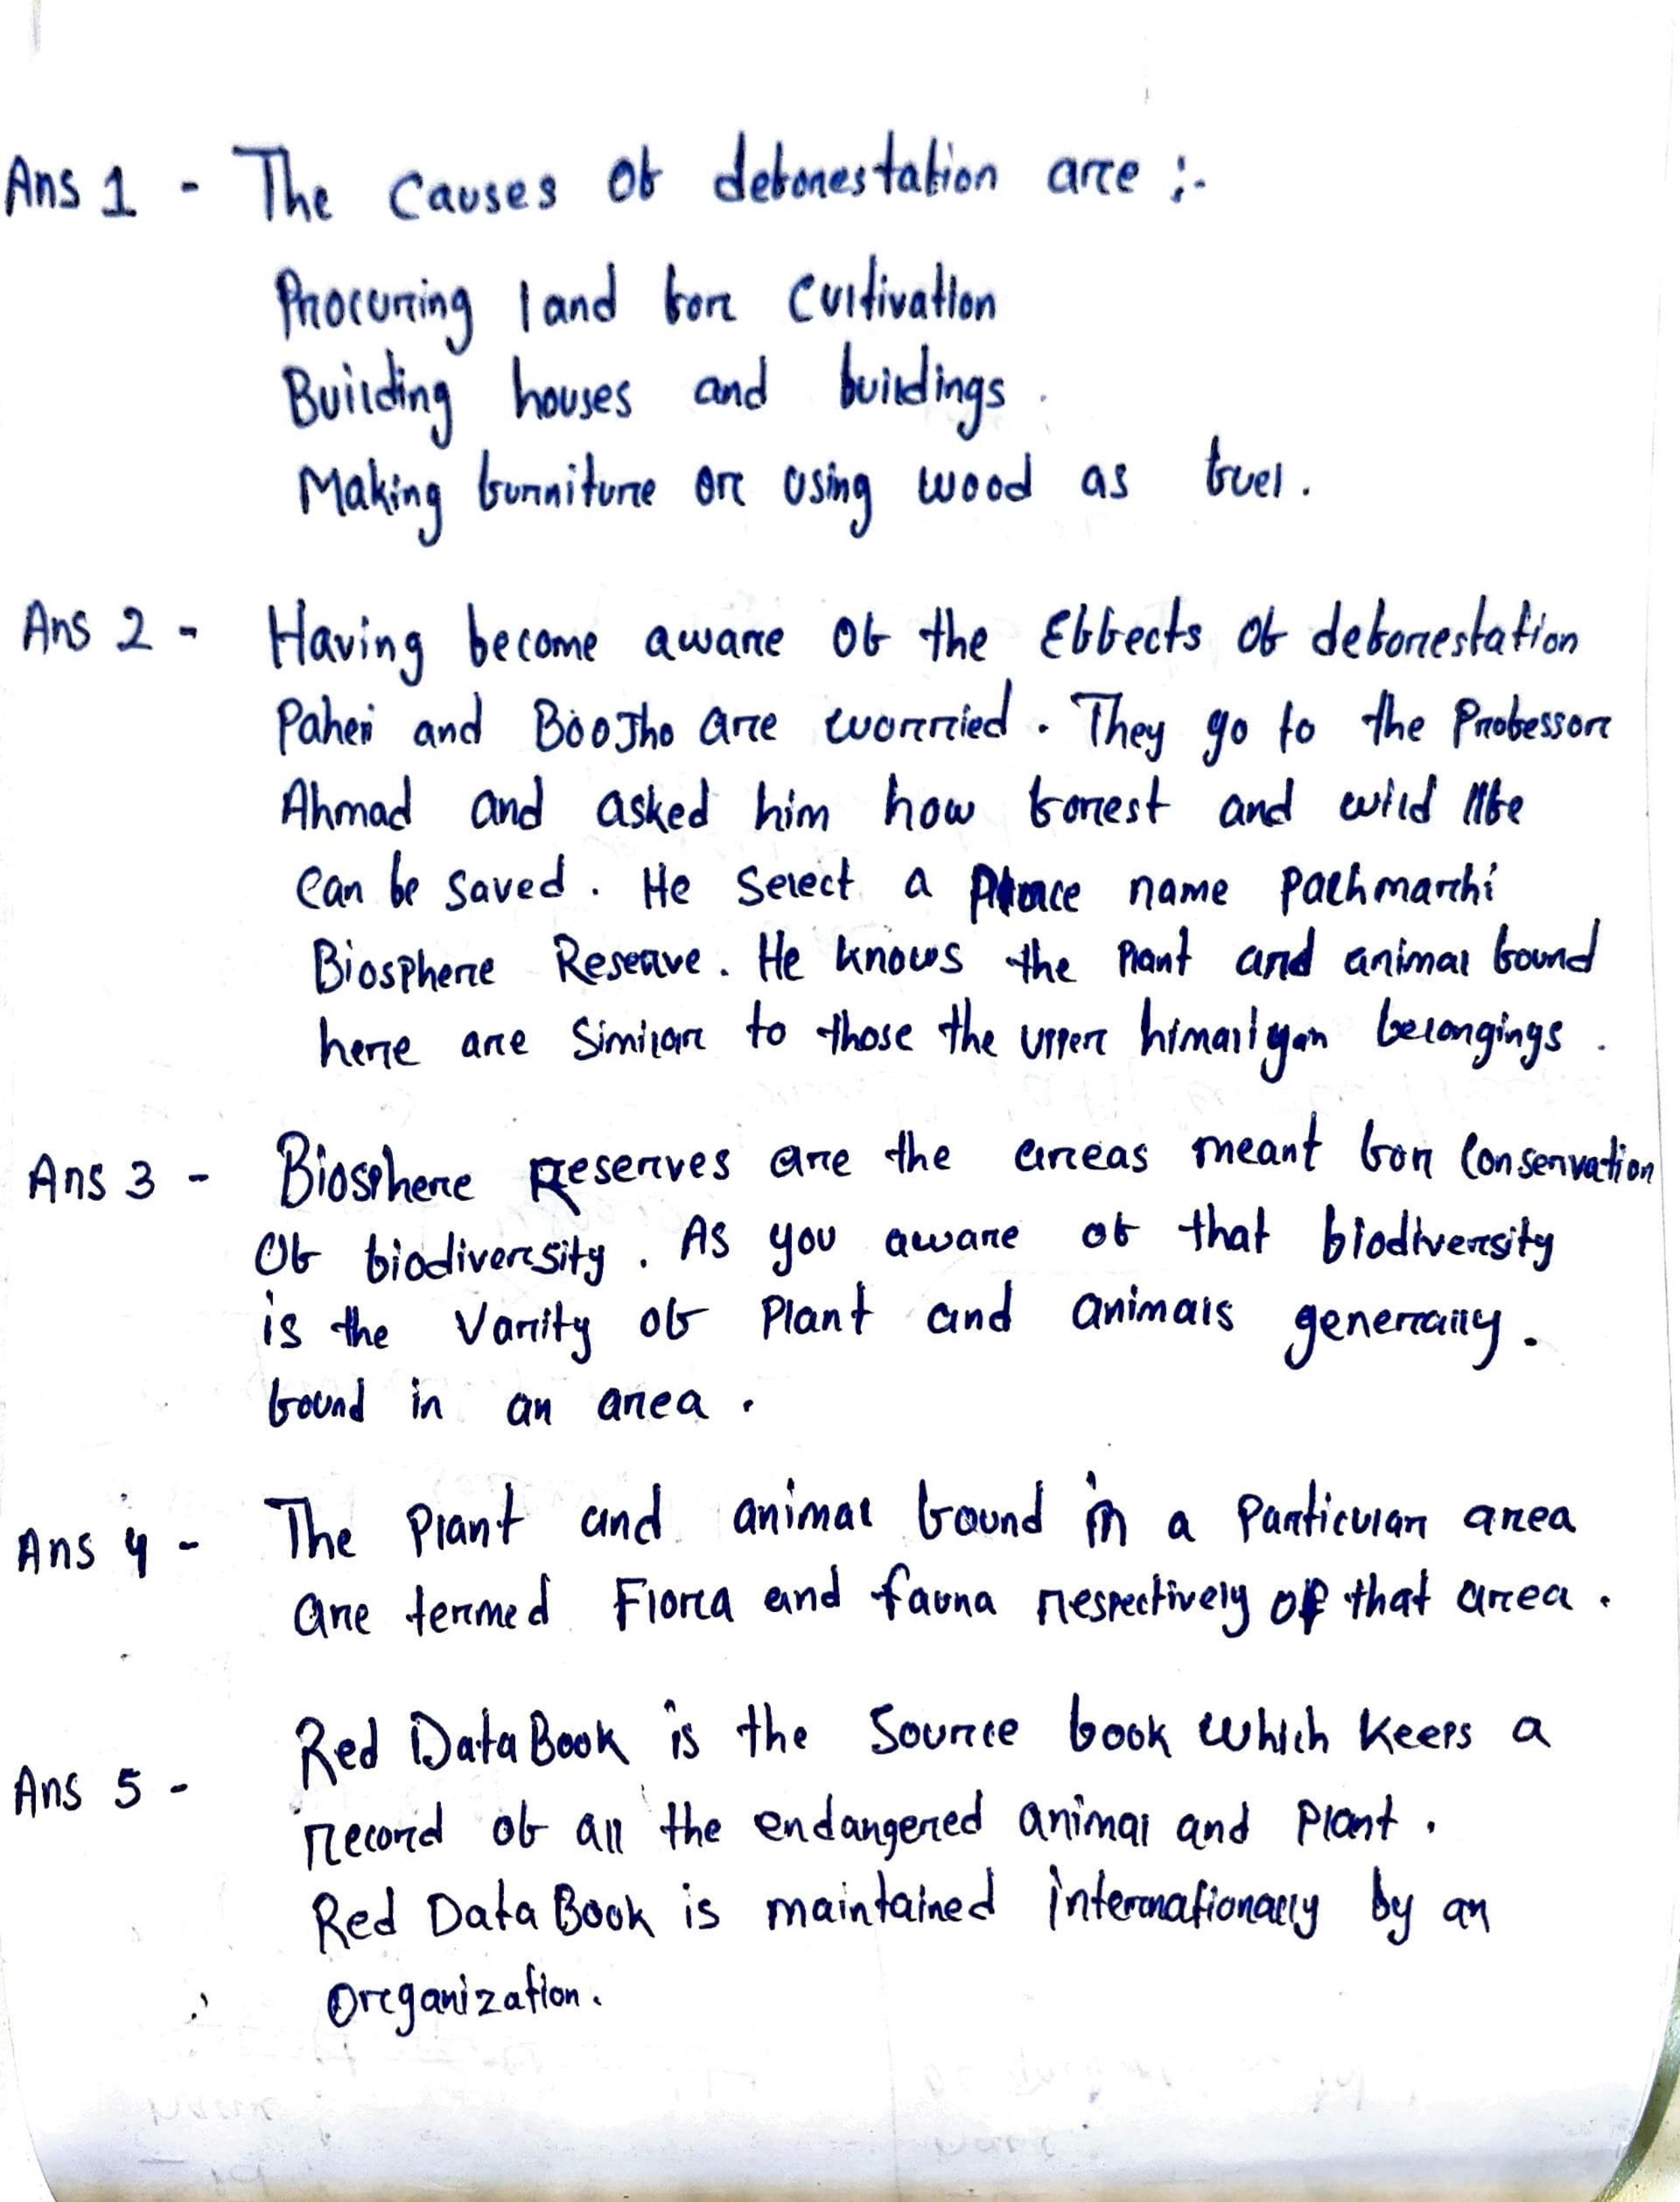 Ans 1 - The Causes Of deforestation are :-
Procuring land for Cultivation
Building houses and buildings.
Making furniture or using wood as fuel.
Ans 2 - Having become aware Of the Effects Of deforestation
Paheli and Boojho are worried. They go to the Professor
Ahmad and asked him how forest and wild life
Can be saved. He Select a Place name Pachmarhi
Biosphere Reserve. He knows the Plant and animal found
here are Similar to those the upper himailyan belongings.
Ans 3 - Biosphere Reserves are the areas meant for Conservation
Of biodiversity. As you aware of that biodiversity
is the Varity of Plant and animals generally.
found in an area.
Ans 4 - The Plant and animal found in a Particular area
are termed Flora and fauna respectively of that area.
Red Data Book is the Source book which keeps a
Ans 5 -
record of all the endangered animal and Plant.
Red Data Book is maintained internationally by an
Organization.